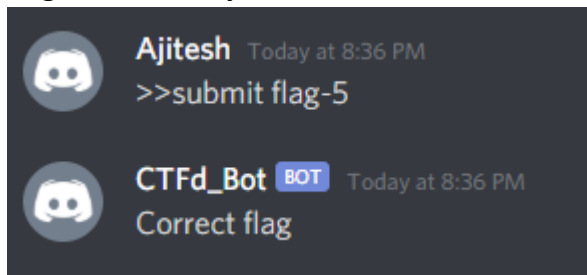 Ajitesh Today at 8:36 PM
>>submit flag-5
CTFd_Bot BOT Today at 8:36 PM
Correct flag